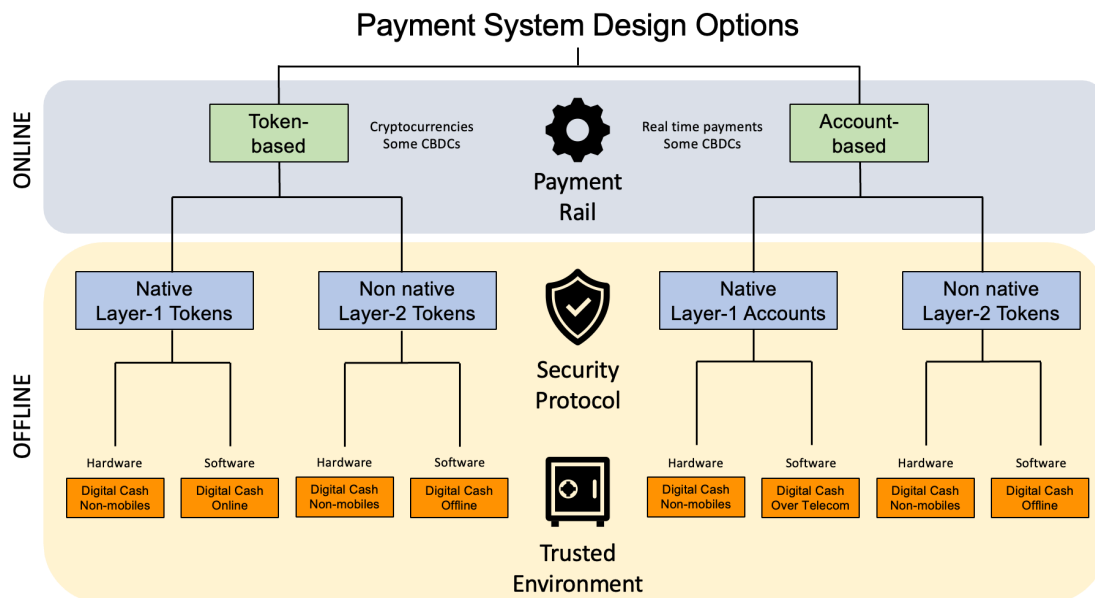 Payment System Design Options
ONLINE
Token-
based
Cryptocurrencies
Some CBDCs
Real time payments
Some CBDCs
Account-
based
Payment
Rail
OFFLINE
Native
Layer-1 Tokens
Non native
Layer-2 Tokens
Native
Layer-1 Accounts
Non native
Layer-2 Tokens
Security
Protocol
Hardware
Software
Hardware
Software
Hardware
Software
Hardware
Software
Digital Cash
Non-mobiles
Digital Cash
Online
Digital Cash
Non-mobiles
Digital Cash
Offline
Digital Cash
Non-mobiles
Digital Cash
Over Telecom
Digital Cash
Non-mobiles
Digital Cash
Offline
Trusted
Environment